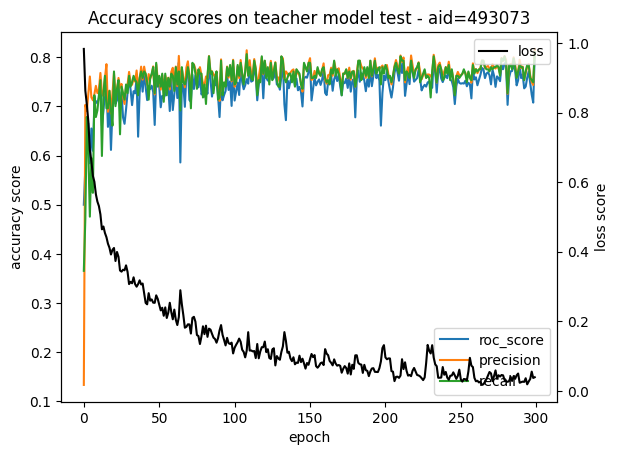 Accuracy scores on teacher model test - aid=493073
0.8
0.7
0.6
0.5
0.4
0.3
0.2
0.1
accuracy score
0
50
100
150
200
250
300
epoch
1.0
0.8
0.6
0.4
0.2
0.0
loss score
loss
roc_score
precision
recall